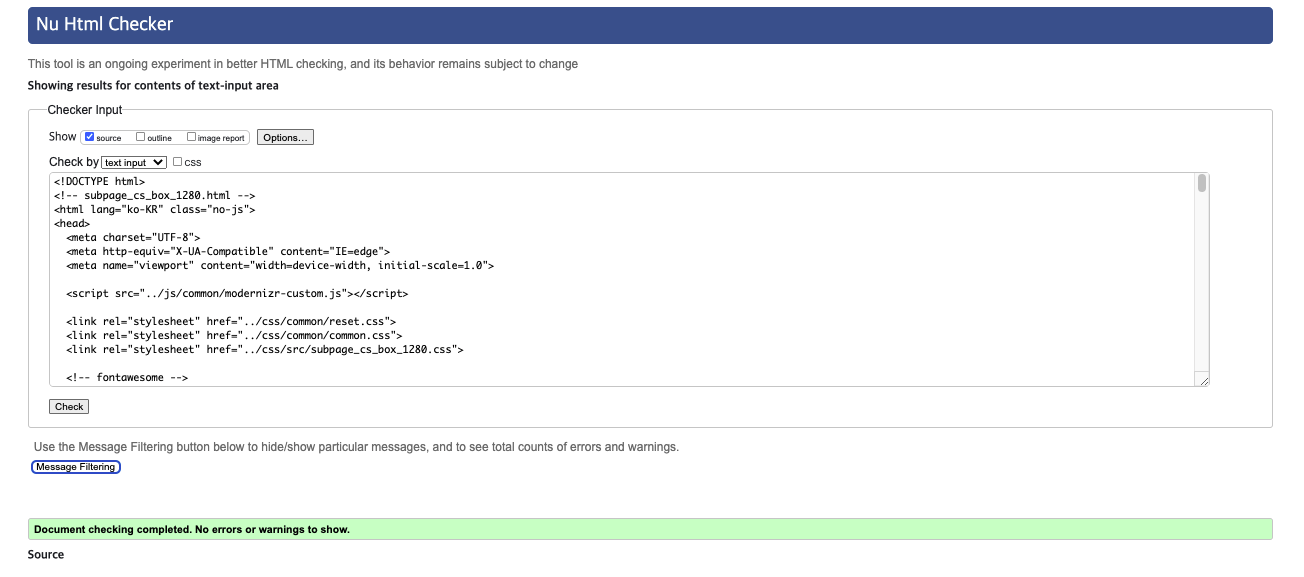 Nu Html Checker
This tool is an ongoing experiment in better HTML checking, and its behavior remains subject to change
Showing results for contents of text-input area
Checker Input
Show source outline image report Options...
Check by text input css
<!DOCTYPE html>
<!-- subpage_cs_box_1280.html -->
<html lang="ko-KR" class="no-js">
<head>
<meta charset="UTF-8">
<meta http-equiv="X-UA-Compatible" content="IE=edge">
<meta name="viewport" content="width=device-width, initial-scale=1.0">
<script src="../js/common/modernizr-custom.js"></script>
<link rel="stylesheet" href="../css/common/reset.css">
<link rel="stylesheet" href="../css/common/common.css">
<link rel="stylesheet" href="../css/src/subpage_cs_box_1280.css">
<!-- fontawesome -->
Check
Use the Message Filtering button below to hide/show particular messages, and to see total counts of errors and warnings.
Message Filtering
Document checking completed. No errors or warnings to show.
Source